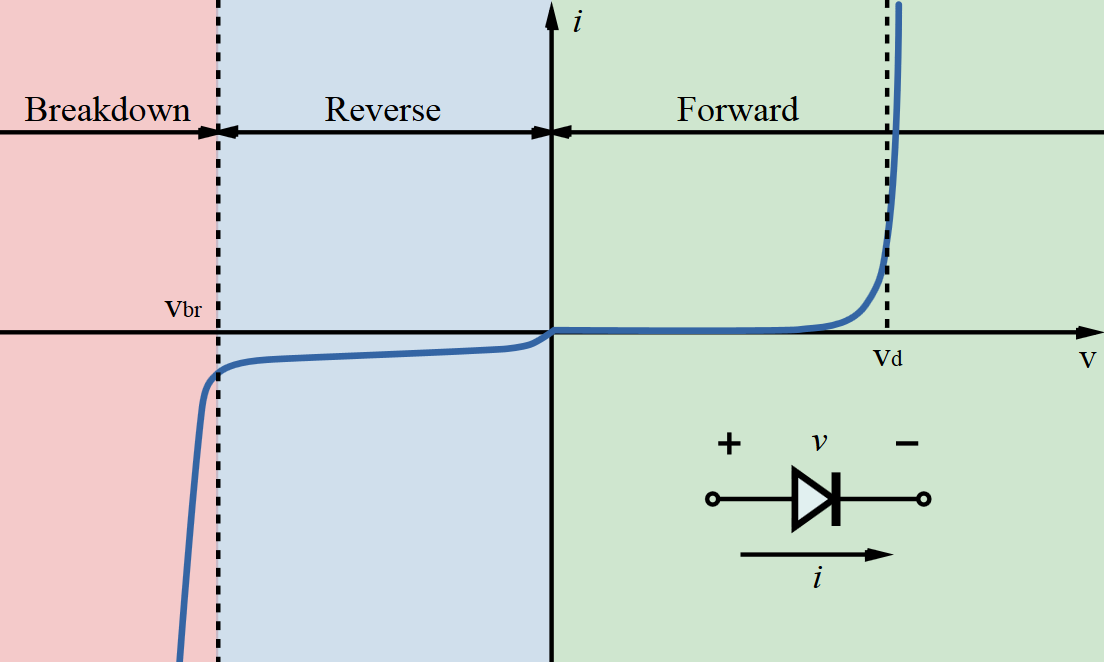 i
Breakdown
Reverse
Forward
vbr
vd
v
+ v −
i